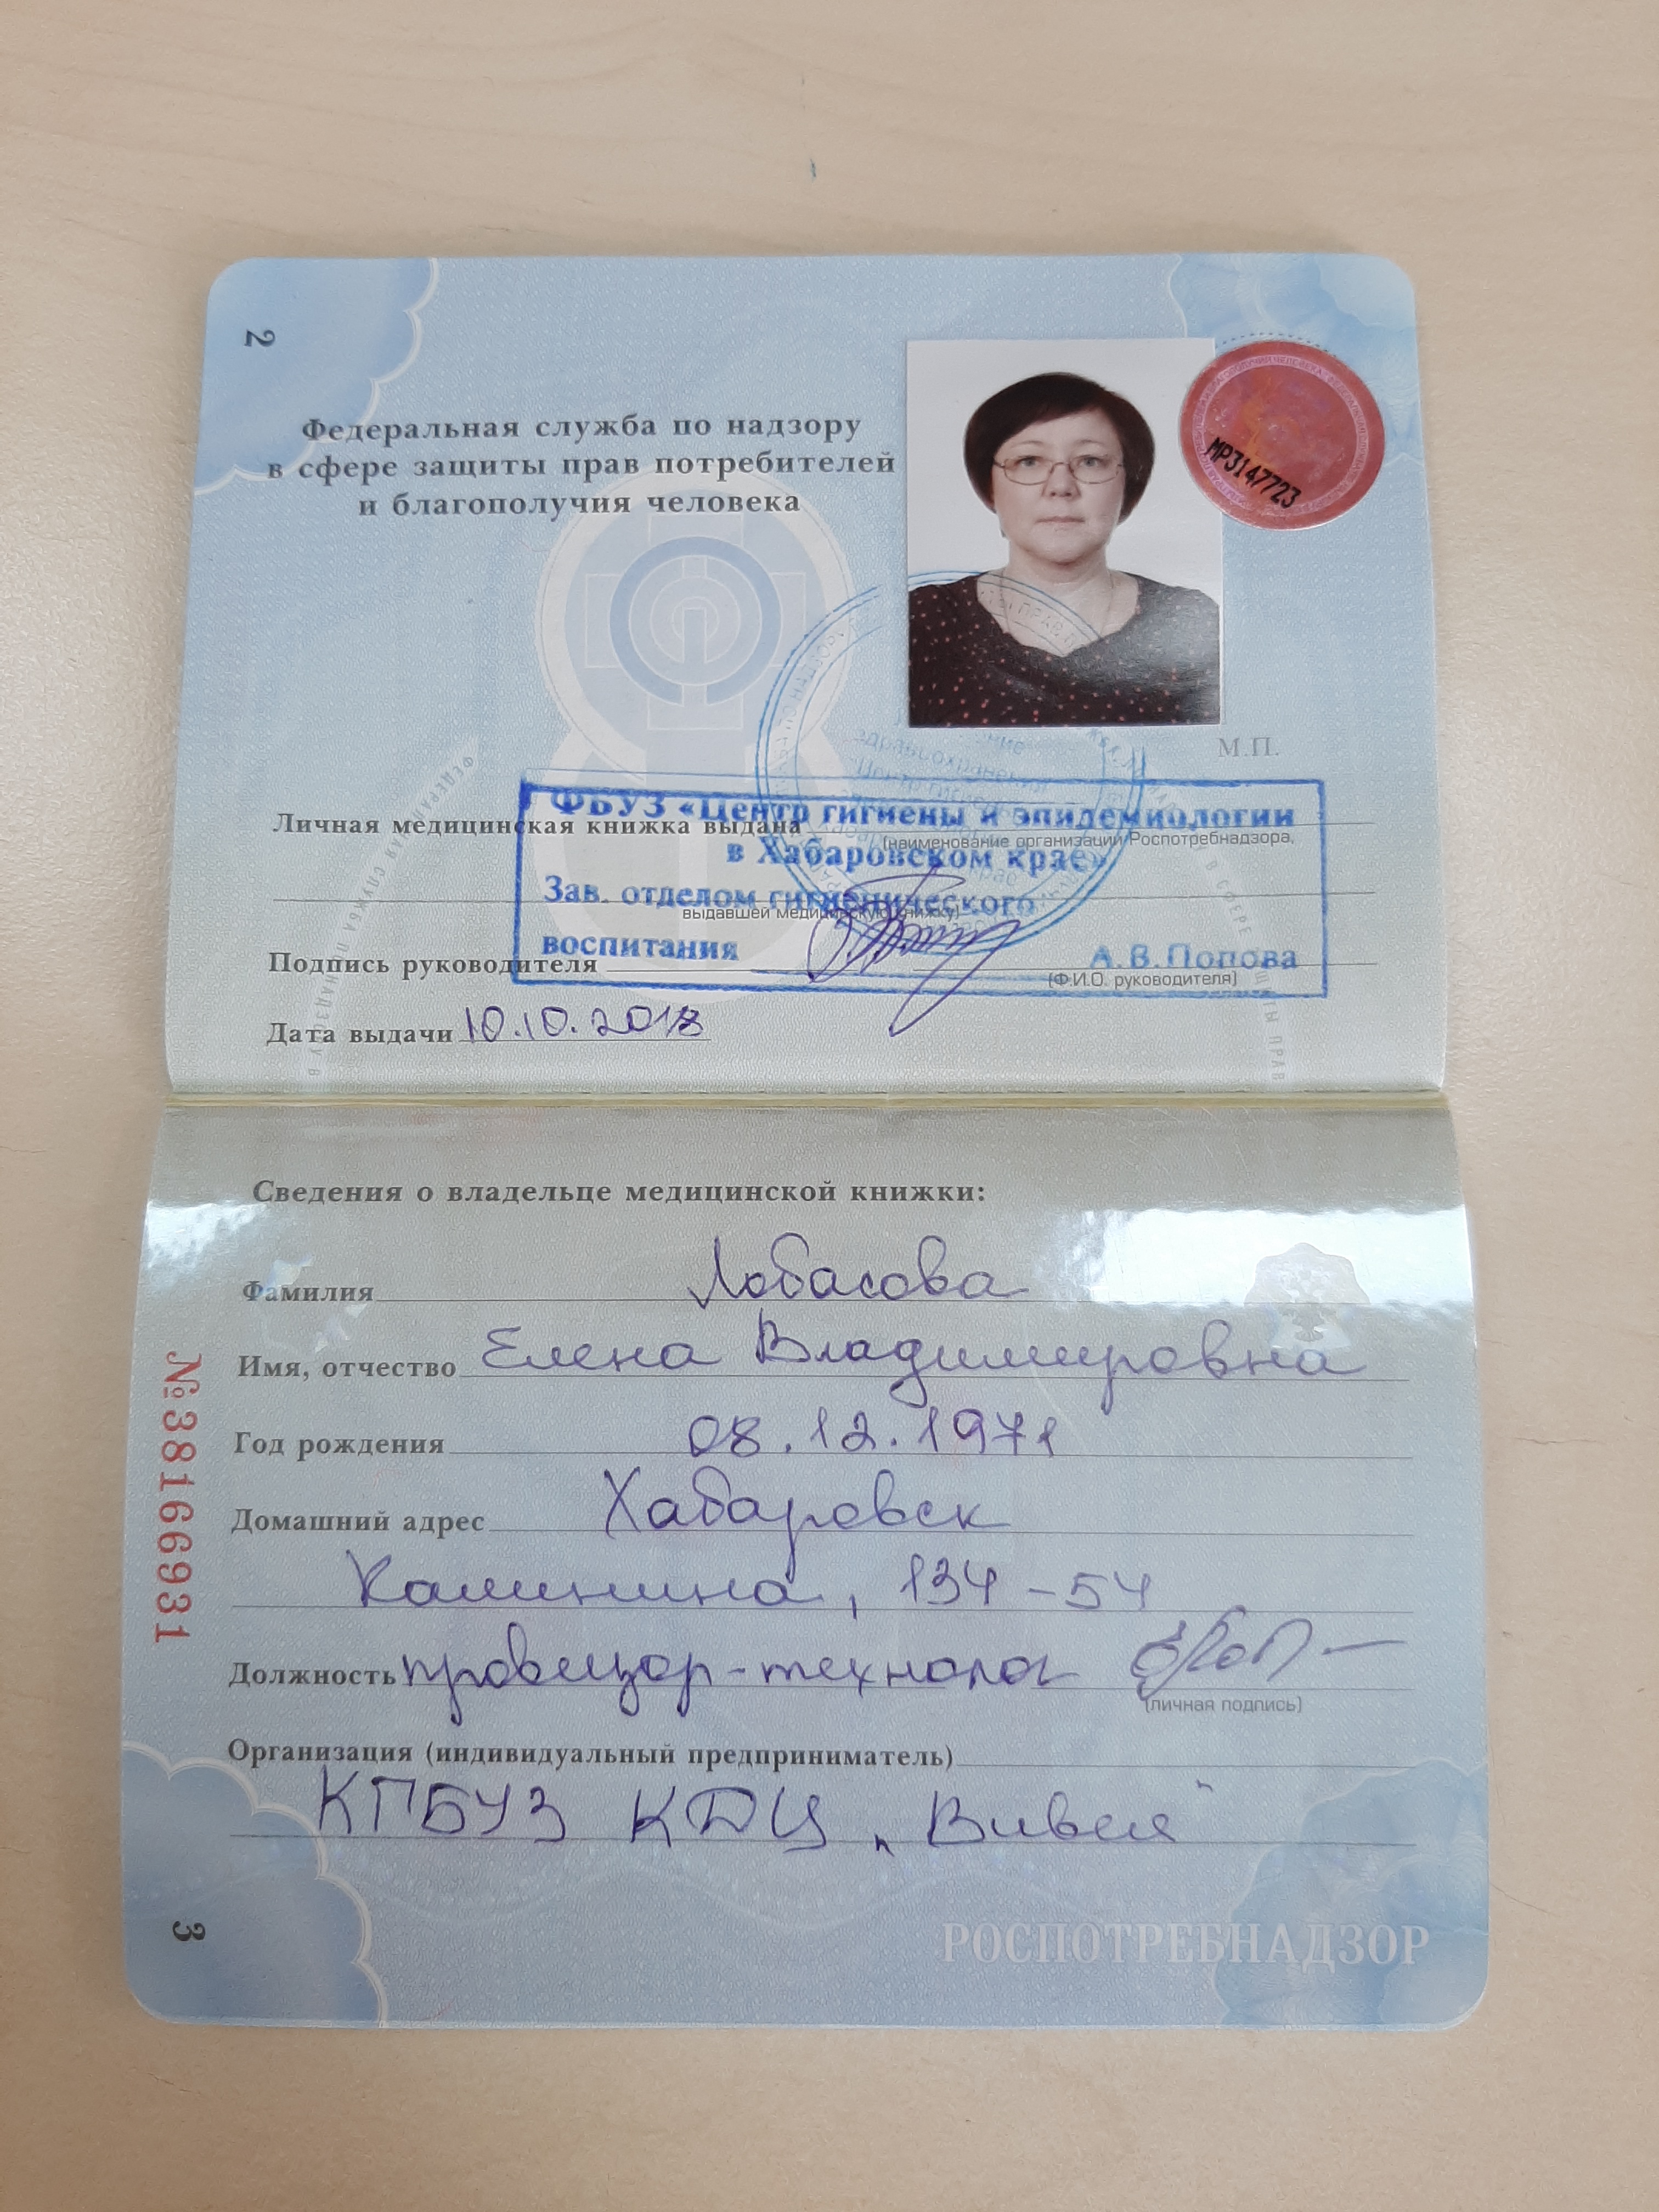 2
Федеральная служба по надзору
в сфере защиты прав потребителей
и благополучия человека
МР3147723
М.П.
ФБУЗ «Центр гигиены и эпидемиологии
Личная медицинская книжка выдана
(наименование организации Роспотребнадзора,
в Хабаровском крае»
Зав. отделом гигиенического
выдавшей медицинскую книжку)
воспитания А.В.Попова
Подпись руководителя
(Ф.И.О. руководителя)
Дата выдачи 10.10.2018
Сведения о владельце медицинской книжки:
Фамилия Лобасова
Имя, отчество Елена Владимировна
Год рождения 08.12.1971
Домашний адрес Хабаровск
Калинина, 134-54
Должность провизор-технолог
(личная подпись)
Организация (индивидуальный предприниматель)
КГБУЗ КДЦ „Вивея"
№3816 6931
3
РОСПОТРЕБНАДЗОР